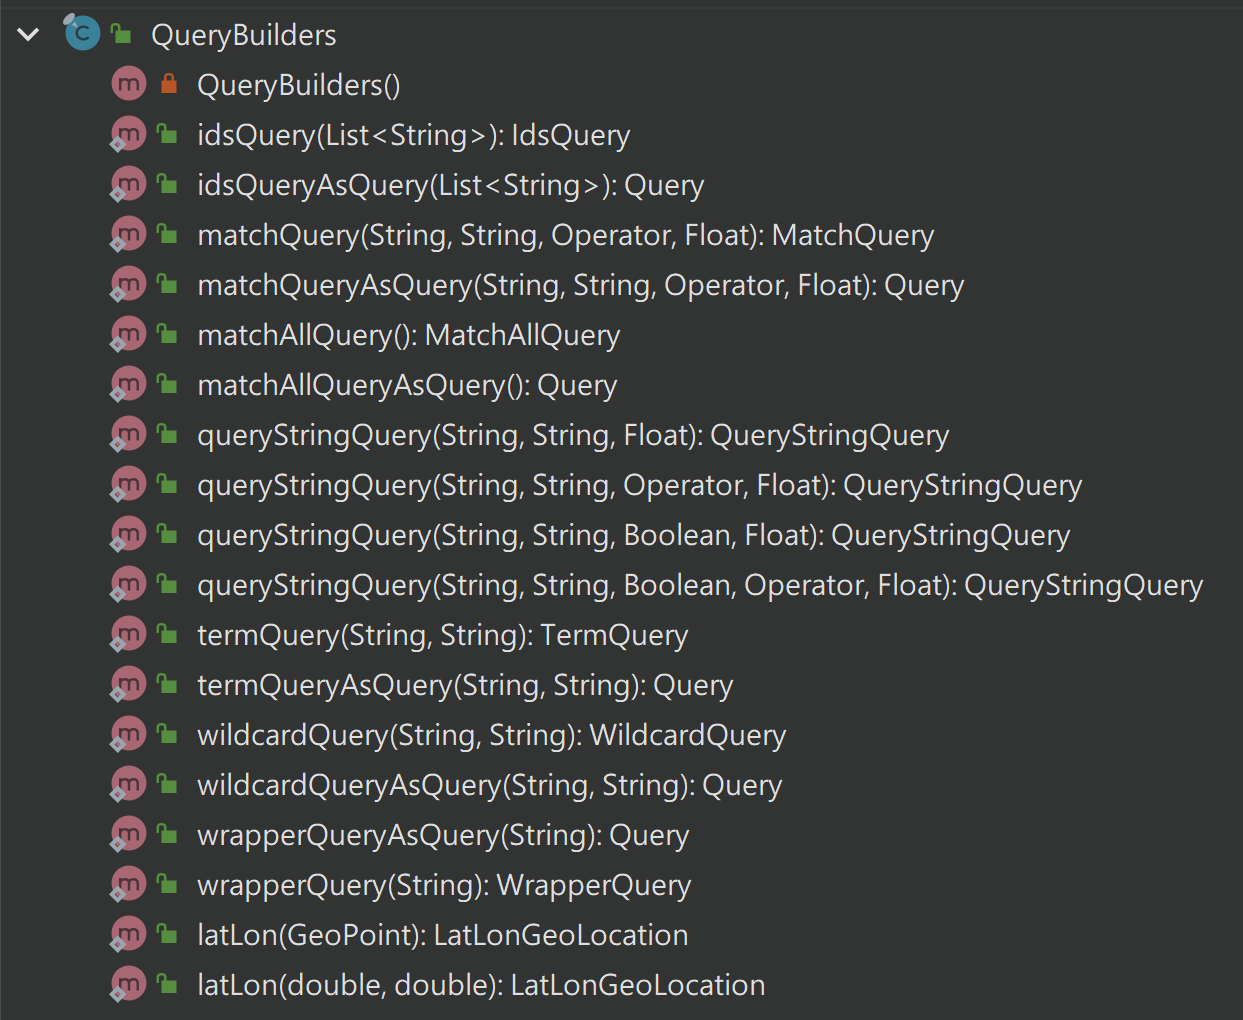 QueryBuilders
QueryBuilders()
idsQuery(List<String>): IdsQuery
idsQueryAsQuery(List<String>): Query
matchQuery(String, String, Operator, Float): MatchQuery
matchQueryAsQuery(String, String, Operator, Float): Query
matchAllQuery(): MatchAllQuery
matchAllQueryAsQuery(): Query
queryStringQuery(String, String, Float): QueryStringQuery
queryStringQuery(String, String, Operator, Float): QueryStringQuery
queryStringQuery(String, String, Boolean, Float): QueryStringQuery
queryStringQuery(String, String, Boolean, Operator, Float): QueryStringQuery
termQuery(String, String): TermQuery
termQueryAsQuery(String, String): Query
wildcardQuery(String, String): WildcardQuery
wildcardQueryAsQuery(String, String): Query
wrapperQueryAsQuery(String): Query
wrapperQuery(String): WrapperQuery
latLon(GeoPoint): LatLonGeoLocation
latLon(double, double): LatLonGeoLocation